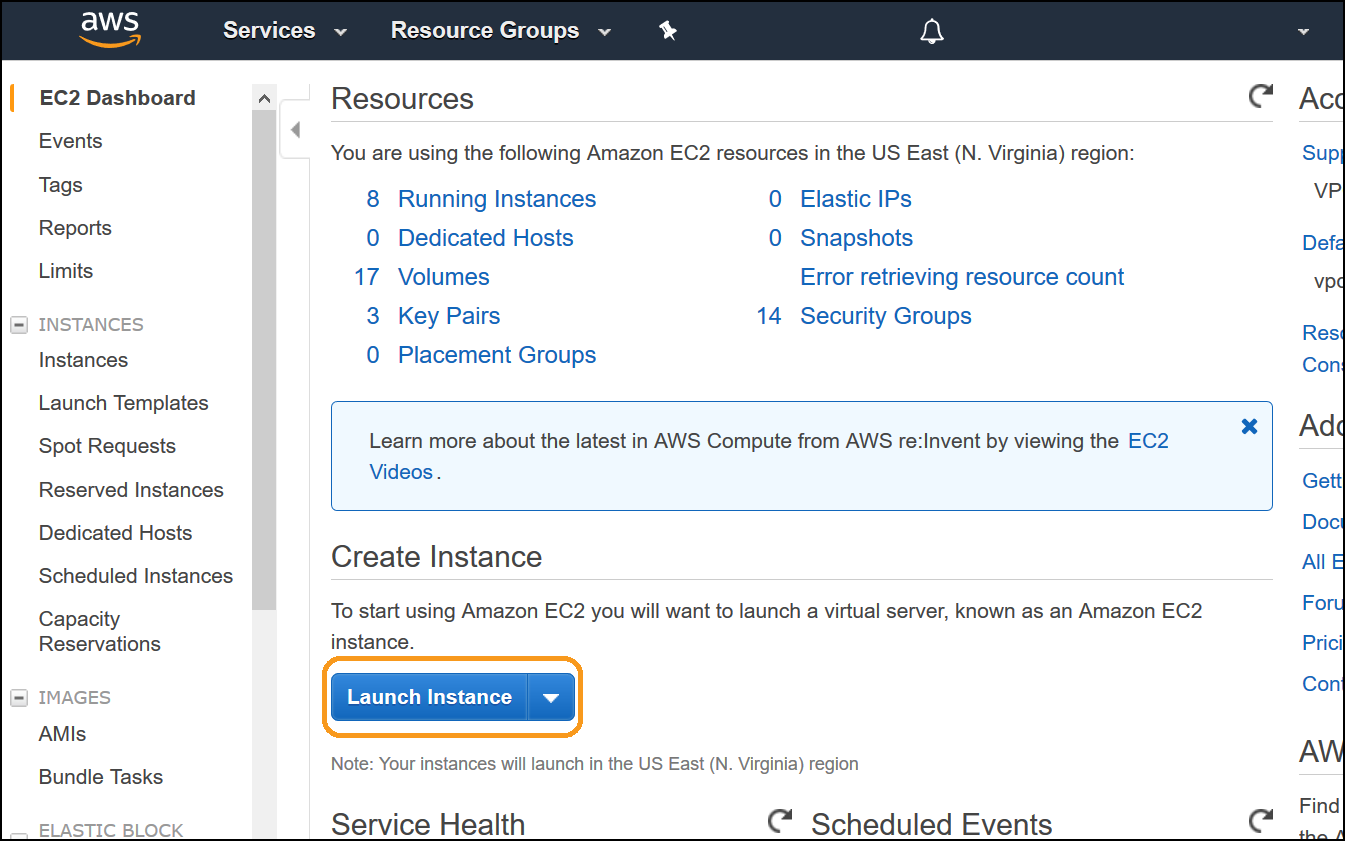 aws
Services
Resource Groups
EC2 Dashboard
Events
Tags
Reports
Limits
INSTANCES
Instances
Launch Templates
Spot Requests
Reserved Instances
Dedicated Hosts
Scheduled Instances
Capacity
Reservations
IMAGES
AMIs
Bundle Tasks
ELASTIC BLOCK
Resources
You are using the following Amazon EC2 resources in the US East (N. Virginia) region:
8 Running Instances
0 Dedicated Hosts
17 Volumes
3 Key Pairs
0 Placement Groups
0 Elastic IPs
0 Snapshots
Error retrieving resource count
14 Security Groups
Learn more about the latest in AWS Compute from AWS re:Invent by viewing the EC2
Videos.
Create Instance
To start using Amazon EC2 you will want to launch a virtual server, known as an Amazon EC2
instance.
Launch Instance
Note: Your instances will launch in the US East (N. Virginia) region
Service Health
Scheduled Events
Acc
Supp
VP
Defa
vpc
Reso
Cons
Add
Gett
Docu
All E
Foru
Prici
Cont
AW
Find
the A